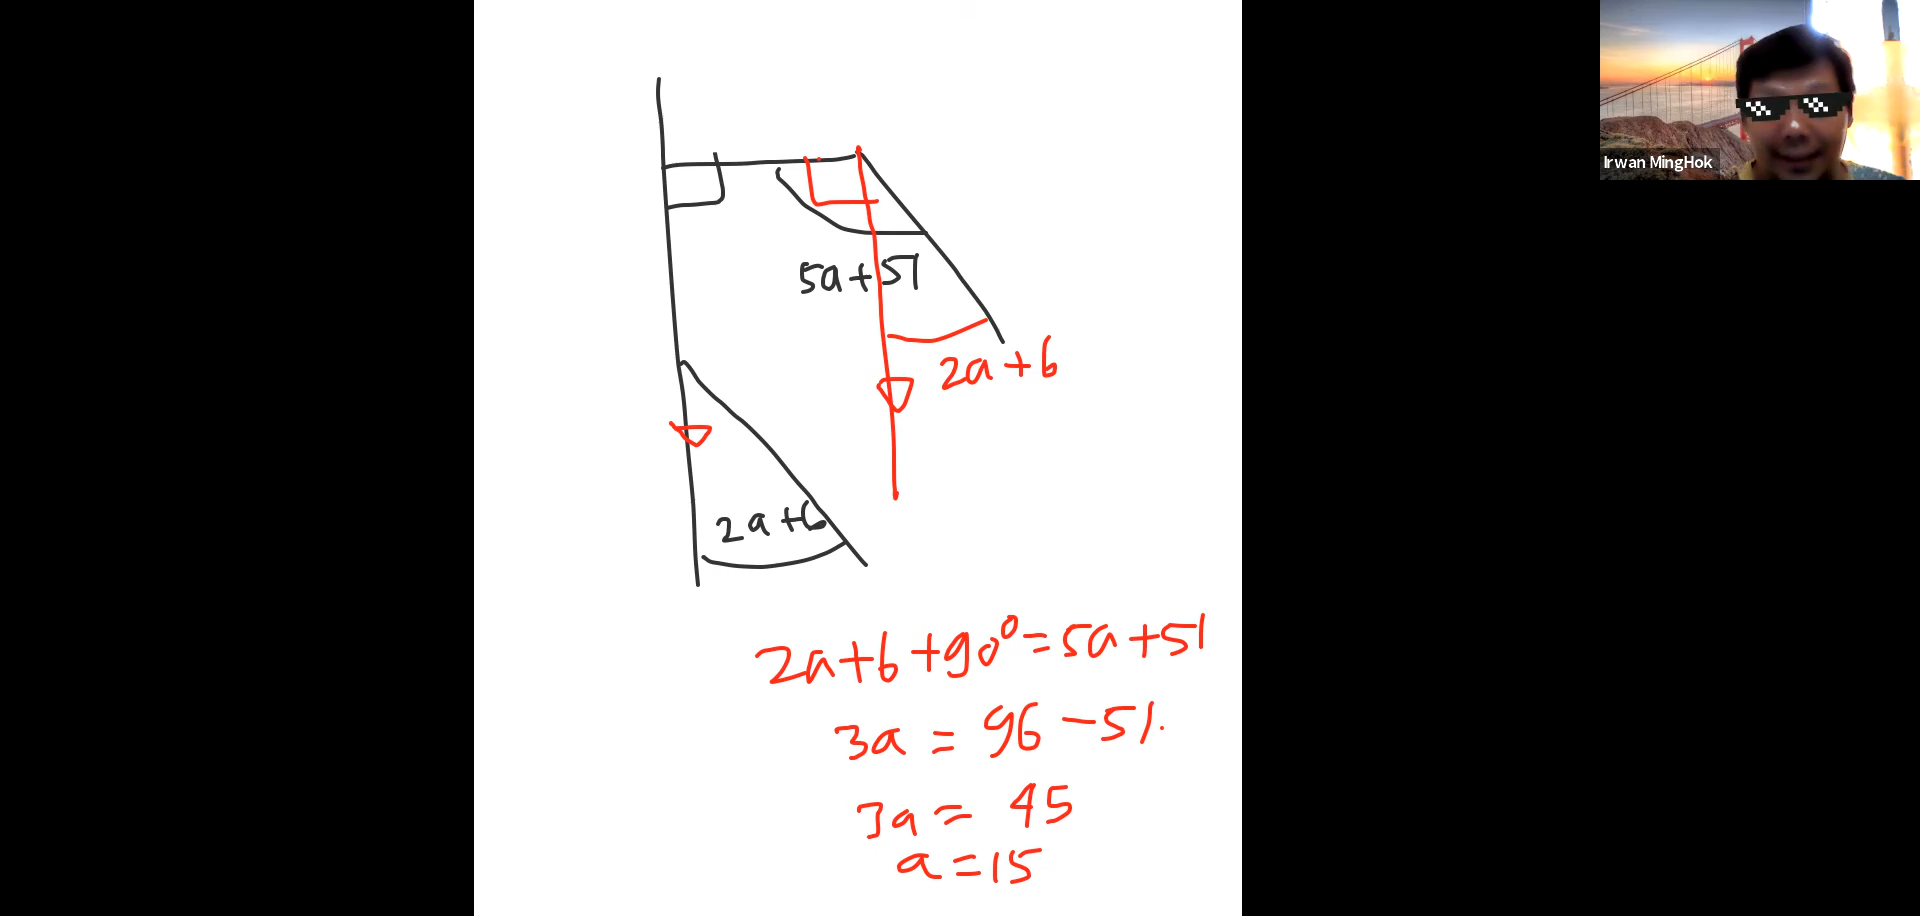 Irwan MingHok
5a+51
2a+6
2a+6
2a+6+90°=5a+51
3a = 96-51.
3a = 45
a=15